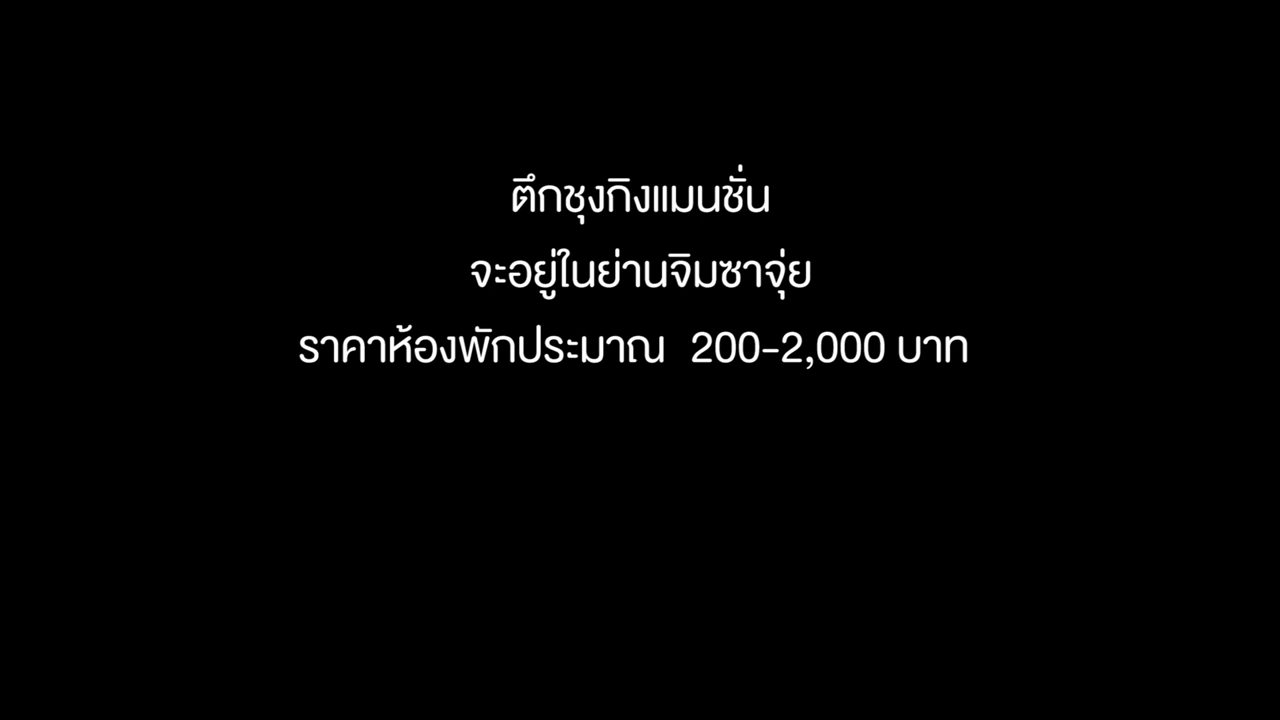 ตึกชุงกิงแมนชั่น
จะอยู่ในย่านจิมซาจุ่ย
ราคาห้องพักประมาณ 200-2,000 บาท